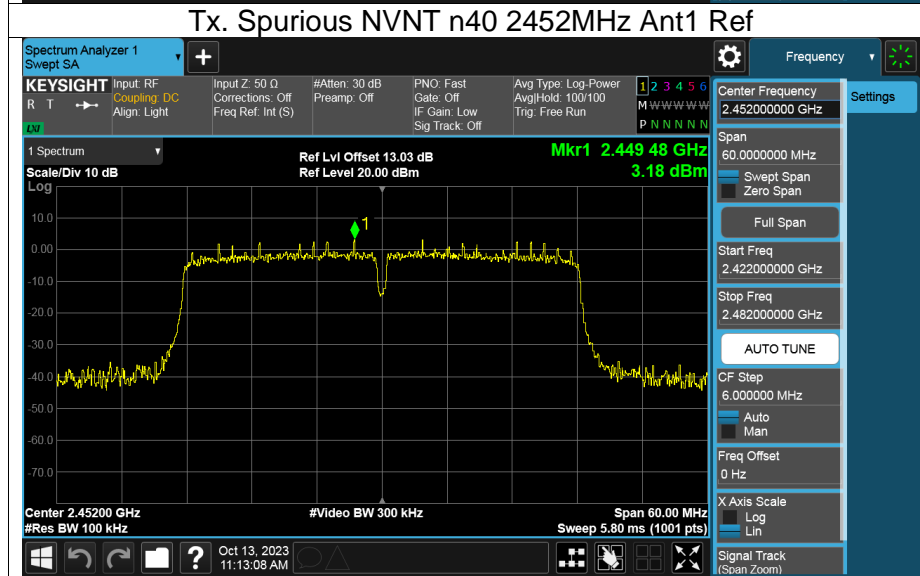 Tx. Spurious NVNT n40 2452MHz Ant1 Ref
Spectrum Analyzer 1
Swept SA
+
Frequency
KEYSIGHT
R T
LXI
Input: RF
Coupling: DC
Align: Light
Input Z: 50 Ω
Corrections: Off
Freq Ref: Int (S)
#Atten: 30 dB
Preamp: Off
PNO: Fast
Gate: Off
IF Gain: Low
Sig Track: Off
Avg Type: Log-Power
Avg|Hold: 100/100
Trig: Free Run
1 2 3 4 5 6
M W W W W W
P N N N N N
Center Frequency
2.452000000 GHz
Settings
Span
60.0000000 MHz
Swept Span
Zero Span
Full Span
Start Freq
2.422000000 GHz
Stop Freq
2.482000000 GHz
AUTO TUNE
CF Step
6.000000 MHz
Auto
Man
Freq Offset
0 Hz
X Axis Scale
Log
Lin
Signal Track
(Span Zoom)
1 Spectrum
Scale/Div 10 dB
Log
Ref Lvl Offset 13.03 dB
Ref Level 20.00 dBm
Mkr1 2.449 48 GHz
3.18 dBm
10.0
0.00
-10.0
-20.0
-30.0
-40.0
-50.0
-60.0
-70.0
1
Center 2.45200 GHz
#Res BW 100 kHz
#Video BW 300 kHz
Span 60.00 MHz
Sweep 5.80 ms (1001 pts)
?
Oct 13, 2023
11:13:08 AM